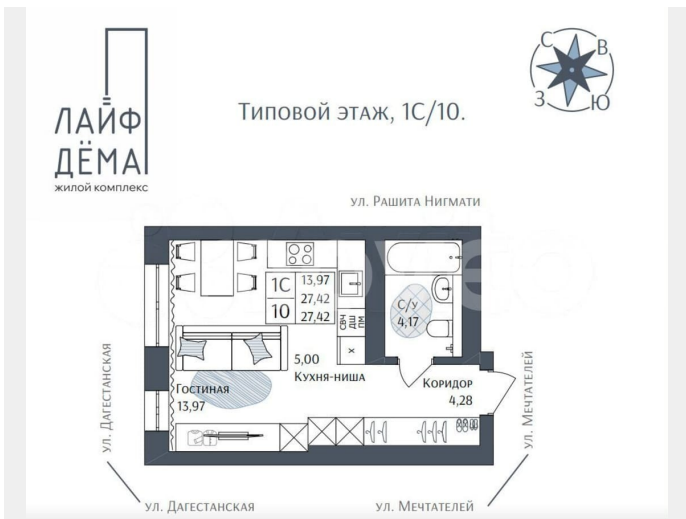 ЛАЙФ
ДЁМА
ЖИЛОЙ КОМПЛЕКС
ТИПОВОЙ ЭТАЖ, 1С/10.
С В
З Ю
УЛ. РАШИТА НИГМАТИ
1С 13,97
27,42
10 27,42
СВЧ
ДШ
ПМ
Х
С/У
4,17
5,00
КУХНЯ-НИША
ГОСТИНАЯ
13,97
КОРИДОР
4,28
УЛ. ДАГЕСТАНСКАЯ
УЛ. МЕЧТАТЕЛЕЙ
УЛ. ДАГЕСТАНСКАЯ
УЛ. МЕЧТАТЕЛЕЙ